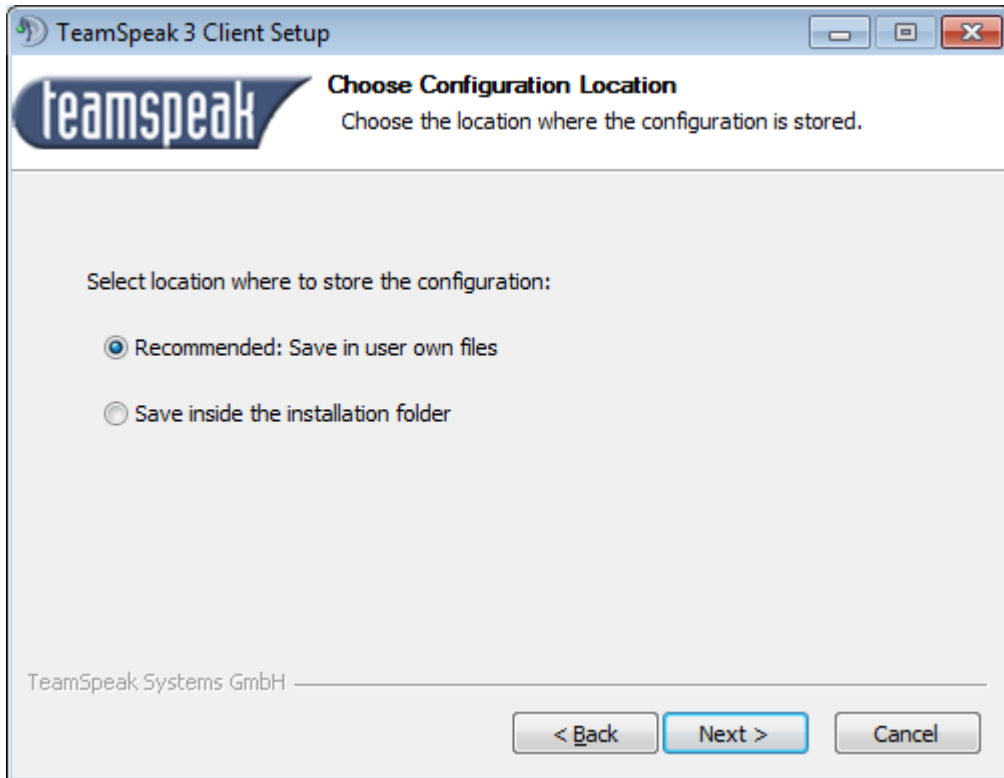 TeamSpeak 3 Client Setup
teamspeak
Choose Configuration Location
Choose the location where the configuration is stored.
Select location where to store the configuration:
Recommended: Save in user own files
Save inside the installation folder
TeamSpeak Systems GmbH
< Back
Next >
Cancel